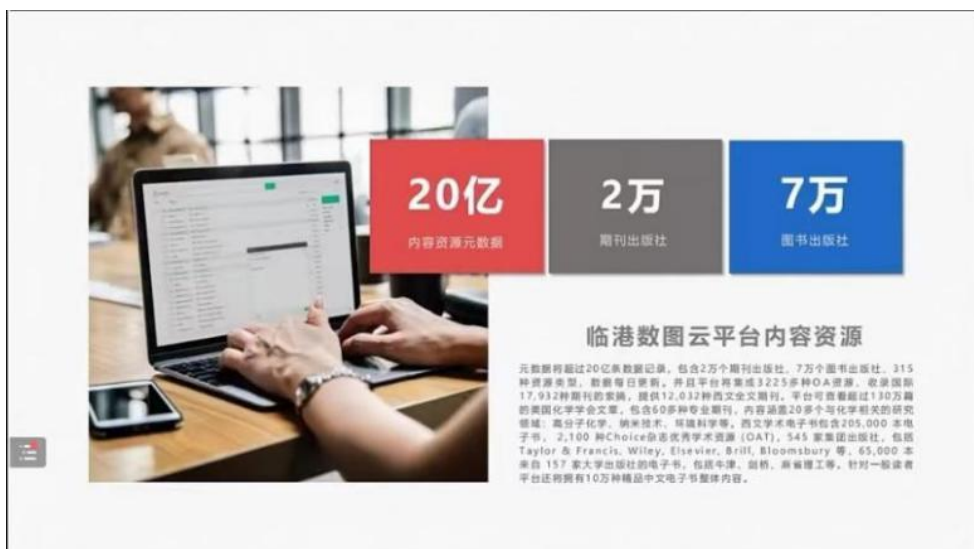 20亿
内容资源元数据
2万
期刊出版社
7万
图书出版社
临港数图云平台内容资源
元数据将超过20亿条数据记录，包含2万个期刊出版社，7万个图书出版社，315
种资源类型，数据每日更新。并且平台将集成3225多种OA资源，收录国际
17,932种期刊的索摘，提供12,032种西文全文期刊。平台可查看超过130万篇
的美国化学学会文章，包含60多种专业期刊，内容涵盖20多个与化学相关的研究
领域：高分子化学、纳米技术、环境科学等。西文学术电子书包含205,000 本电
子书， 2,100 种Choice杂志优秀学术资源（OAT），545 家集团出版社，包括
Taylor & Francis, Wiley, Elsevier, Brill, Bloomsbury 等，65,000 本
来自 157 家大学出版社的电子书，包括牛津、剑桥、麻省理工等。针对一般读者
平台还将拥有10万种精品中文电子书整体内容。